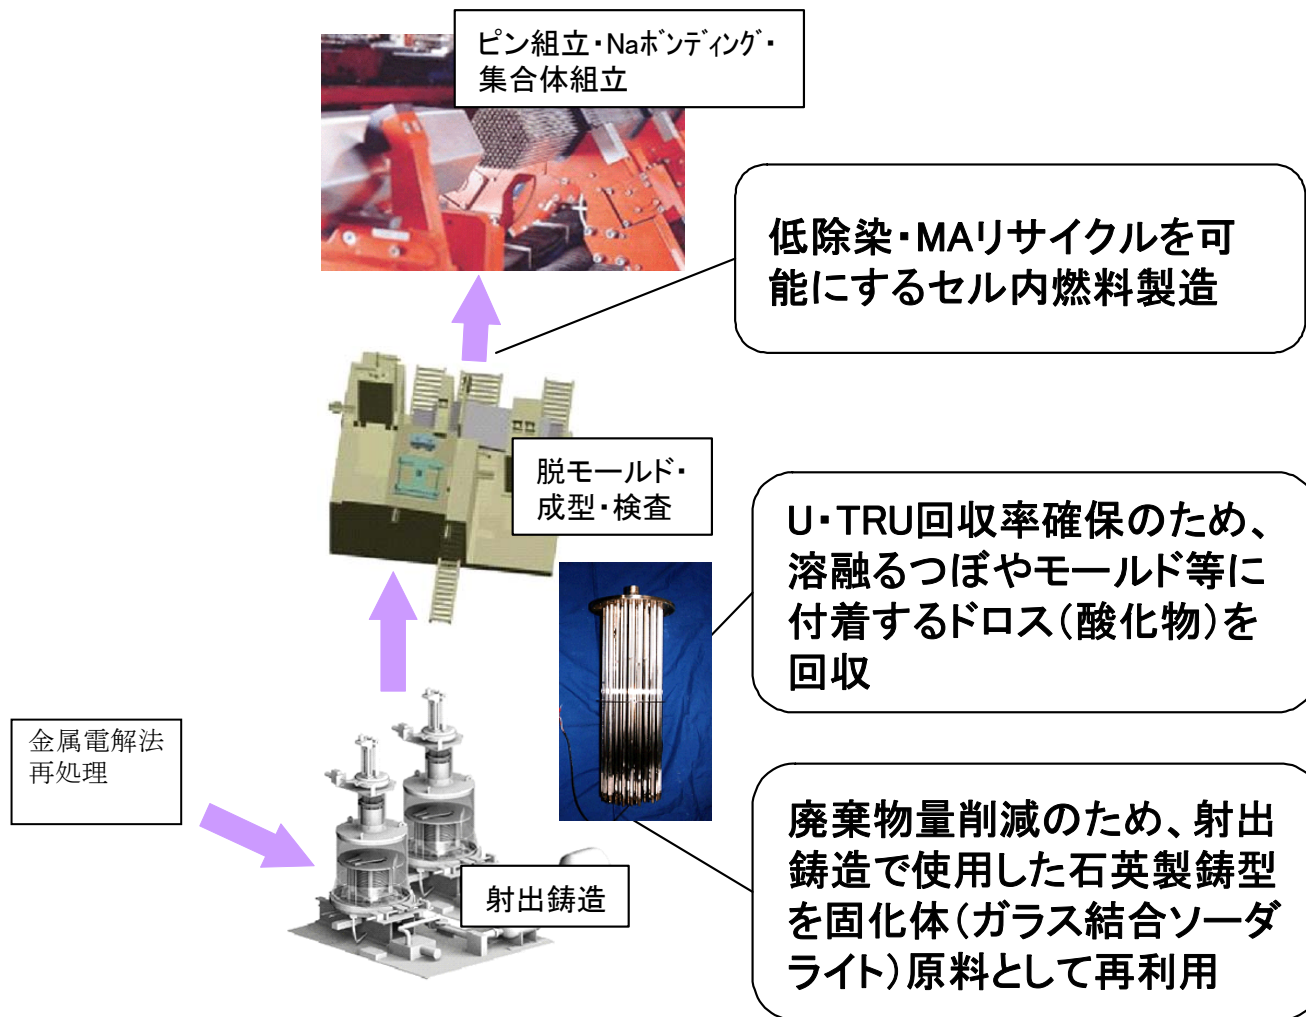 ピン組立・Naﾎﾞﾝﾃﾞｨﾝｸﾞ・
集合体組立
低除染・MAリサイクルを可
能にするセル内燃料製造
脱モールド・
成型・検査
U・TRU回収率確保のため、
溶融るつぼやモールド等に
付着するドロス（酸化物）を
回収
金属電解法
再処理
射出鋳造
廃棄物量削減のため、射出
鋳造で使用した石英製鋳型
を固化体（ガラス結合ソーダ
ライト）原料として再利用